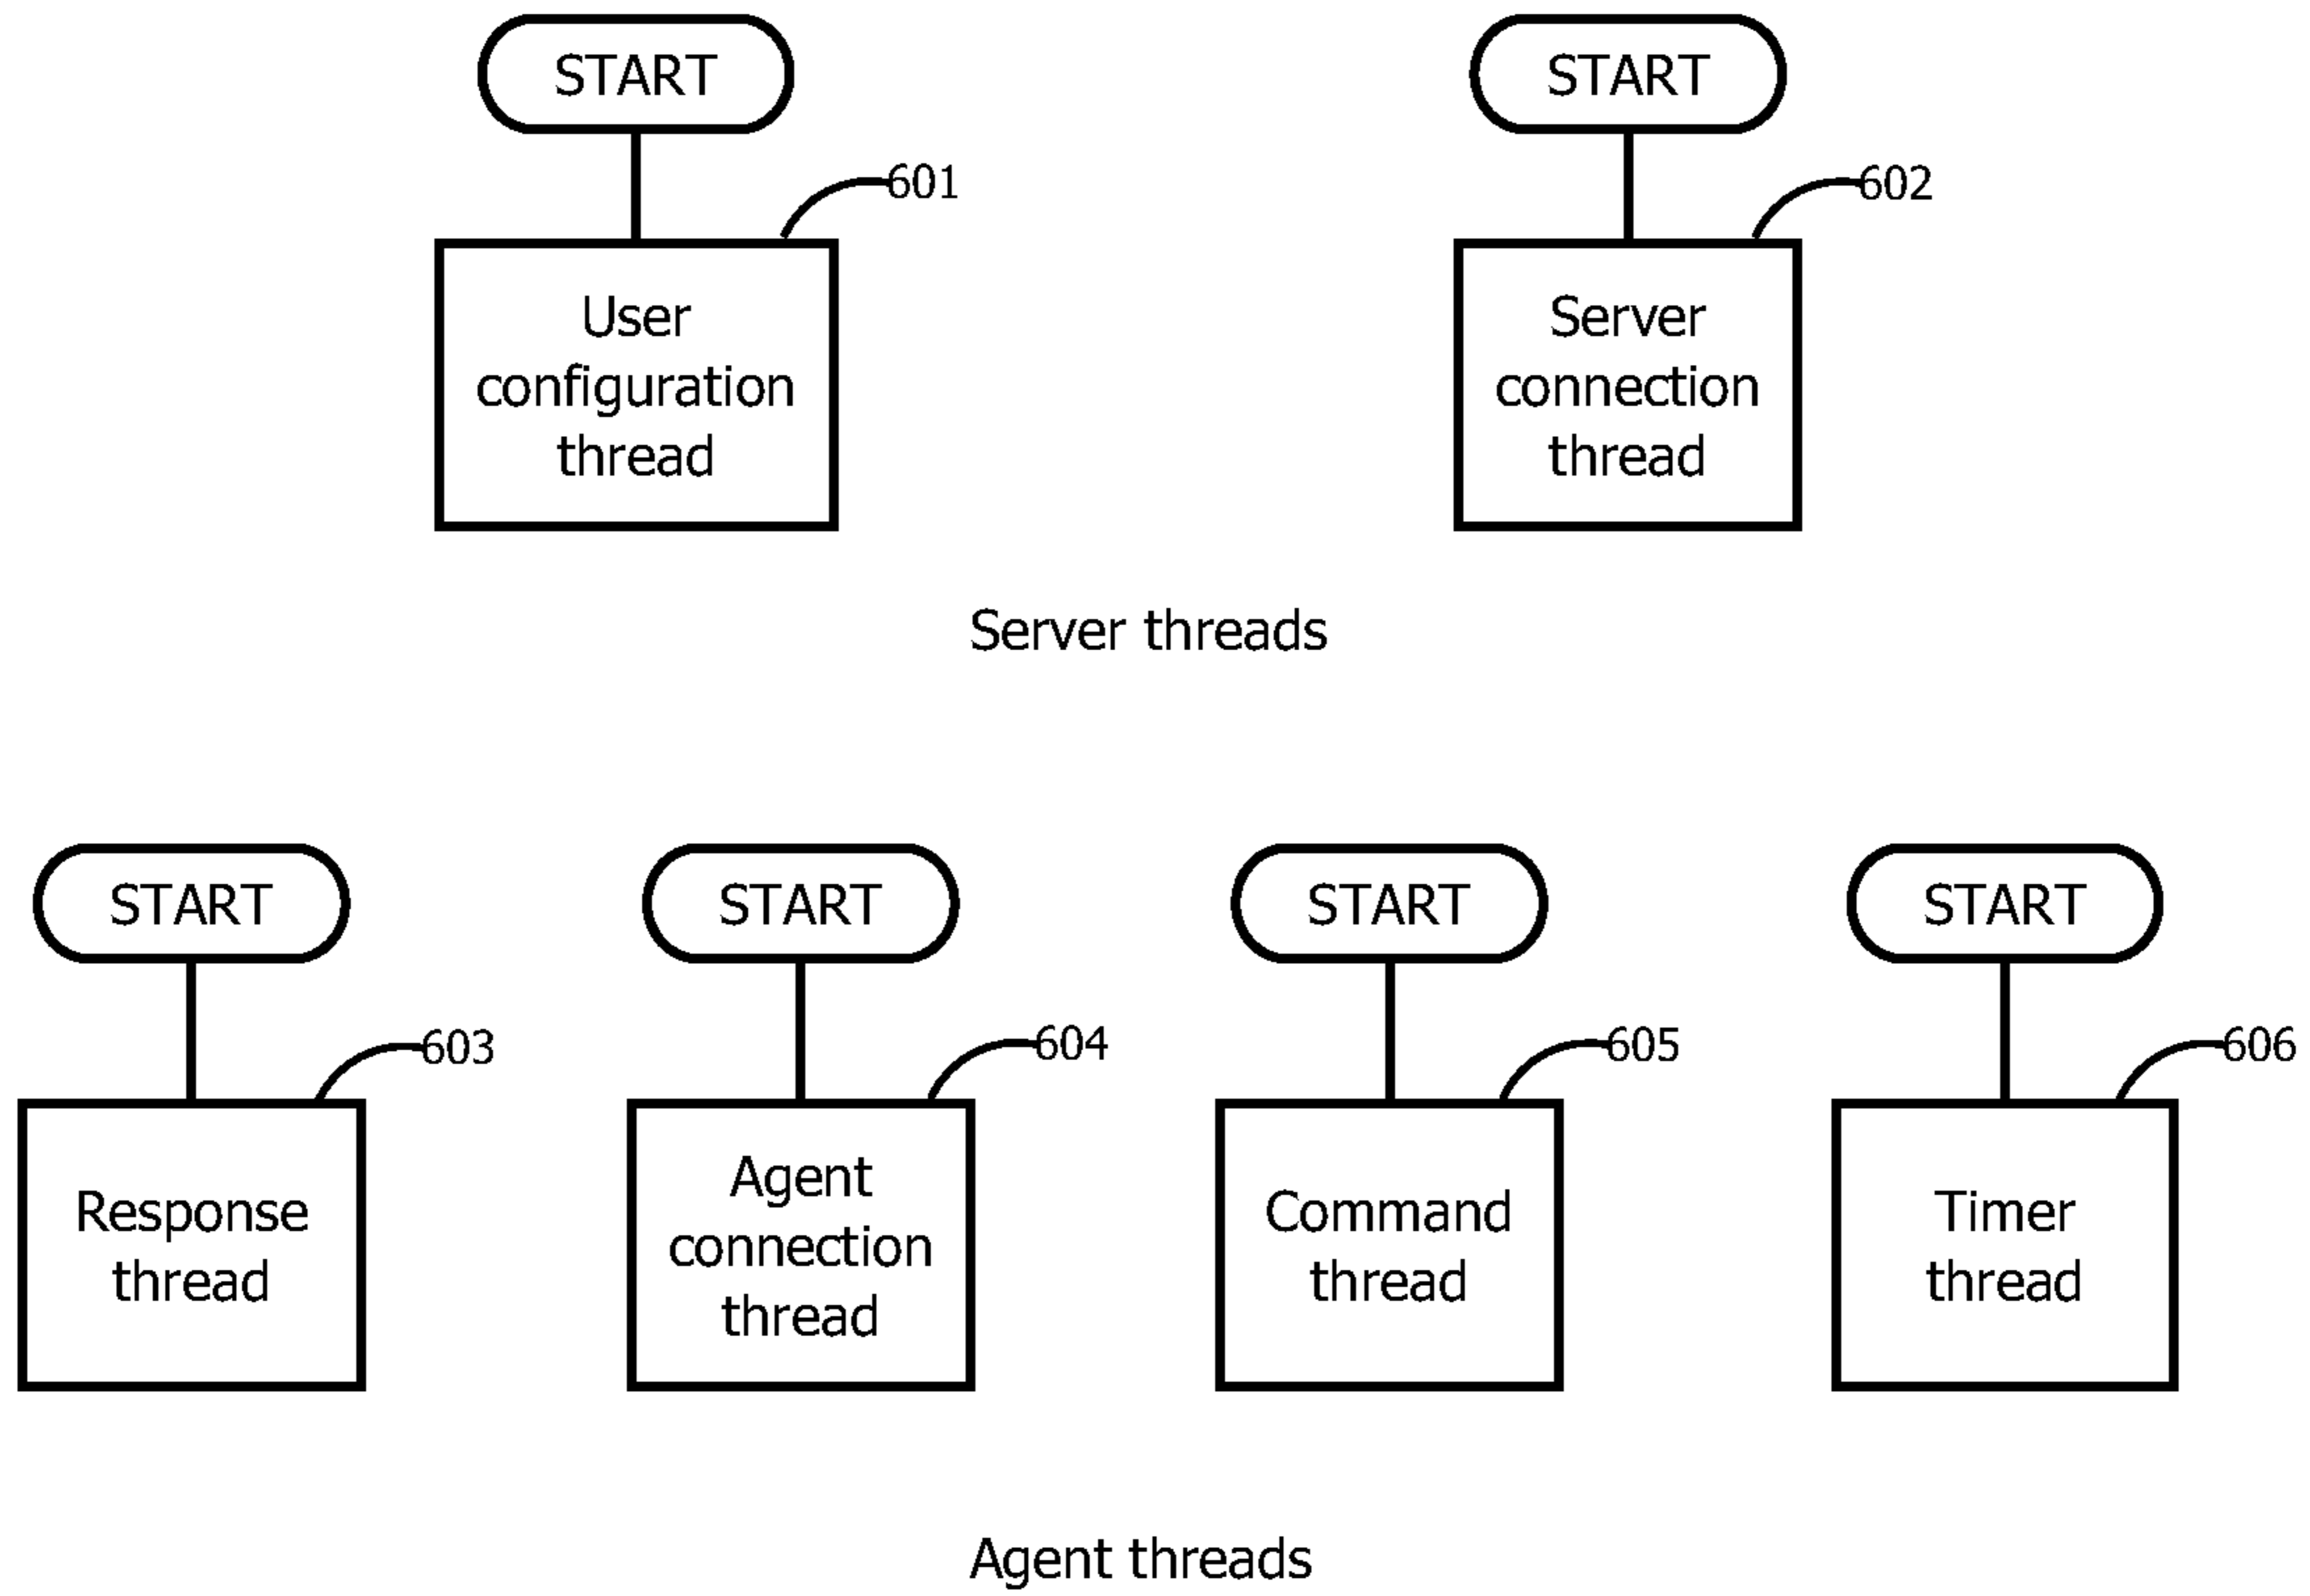 START
START
601
602
User
configuration
thread
Server
connection
thread
Server threads
START
START
START
START
603
604
605
606
Response
thread
Agent
connection
thread
Command
thread
Timer
thread
Agent threads